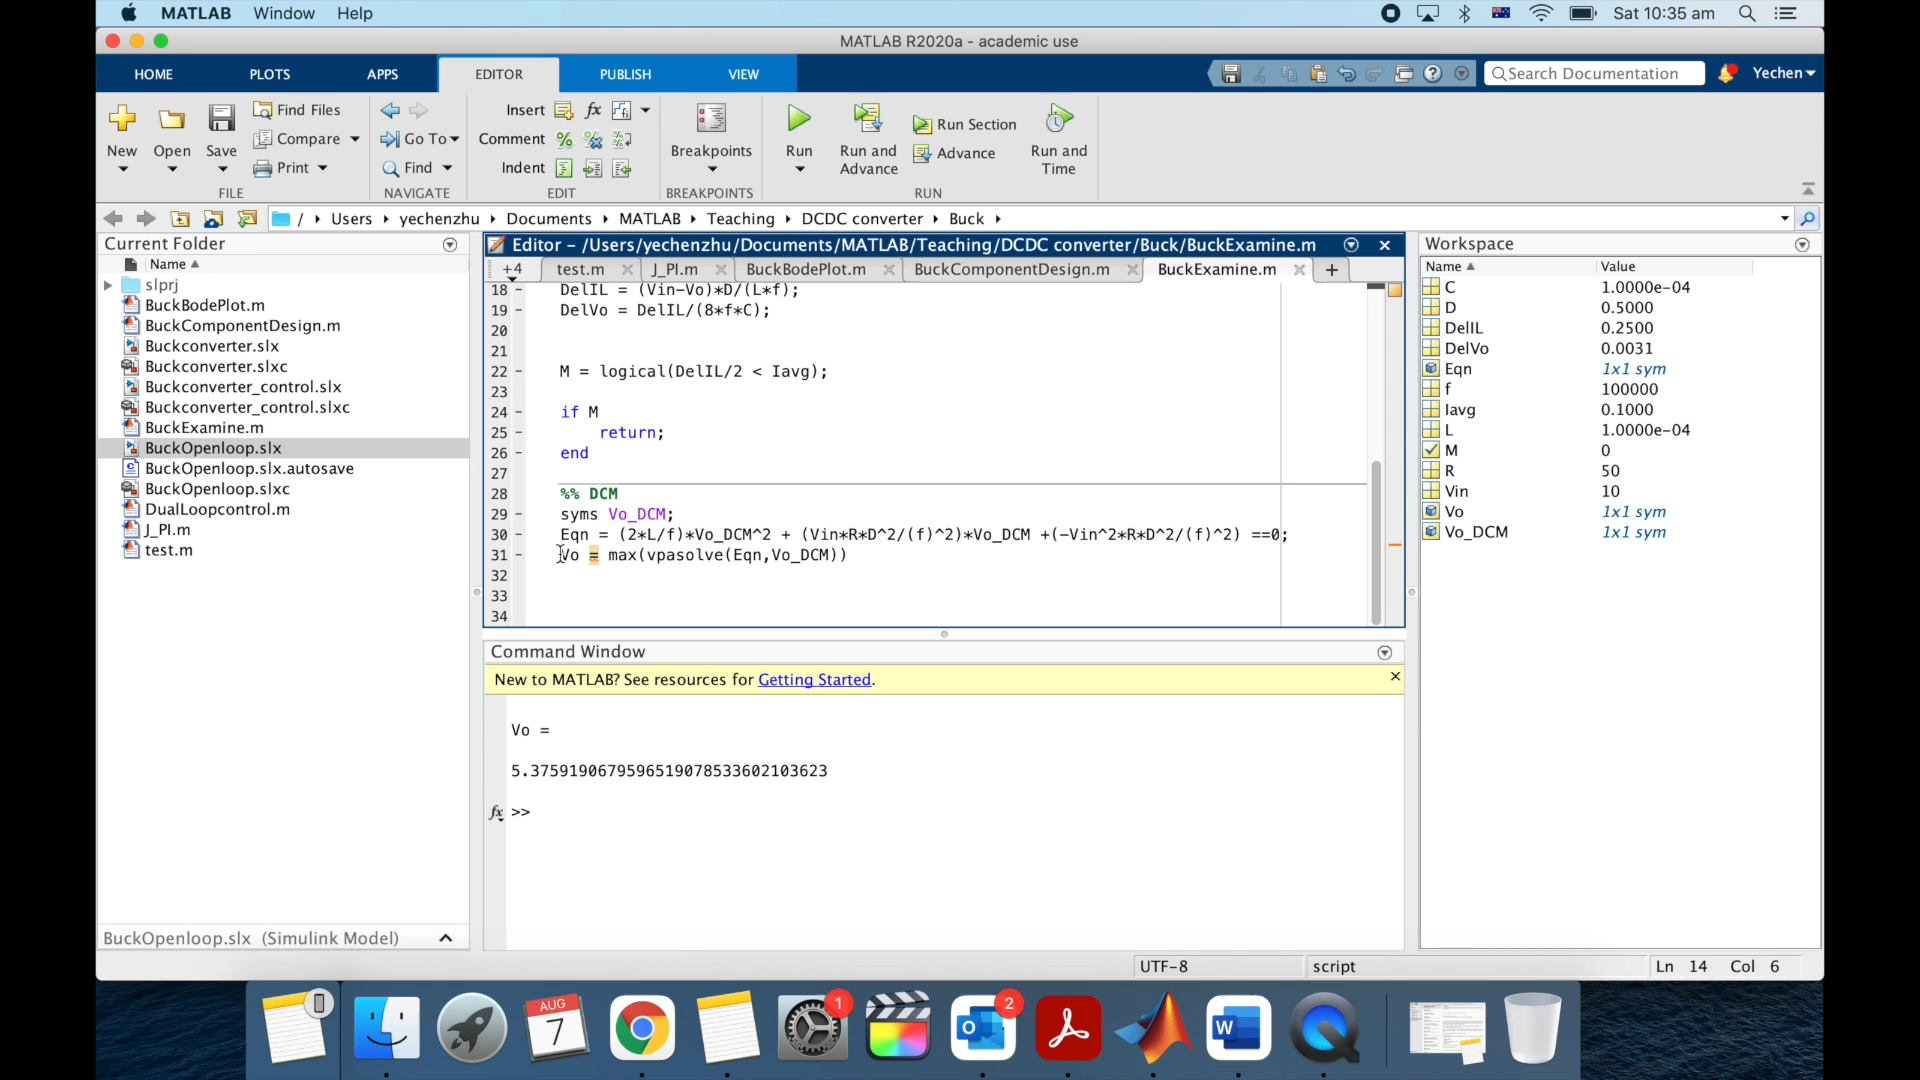 MATLAB Window Help
Sat 10:35 am
MATLAB R2020a - academic use
HOME PLOTS APPS EDITOR PUBLISH VIEW
Search Documentation
Yechen
New Open Save
Find Files
Compare
Print
FILE
Go To
Find
NAVIGATE
Insert
Comment
Indent
EDIT
Breakpoints
BREAKPOINTS
Run
Run and Advance
Run Section
Advance
Run and Time
RUN
/ Users yechenzhu Documents MATLAB Teaching DCDC converter Buck
Current Folder
Name
slprj
BuckBodePlot.m
BuckComponentDesign.m
Buckconverter.slx
Buckconverter.slxc
Buckconverter_control.slx
Buckconverter_control.slxc
BuckExamine.m
BuckOpenloop.slx
BuckOpenloop.slx.autosave
BuckOpenloop.slxc
DualLoopcontrol.m
J_PI.m
test.m
BuckOpenloop.slx (Simulink Model)
Editor - /Users/yechenzhu/Documents/MATLAB/Teaching/DCDC converter/Buck/BuckExamine.m
+4 test.m J_PI.m BuckBodePlot.m BuckComponentDesign.m BuckExamine.m
18 - DelIL = (Vin-Vo)*D/(L*f);
19 - DelVo = DelIL/(8*f*C);
20
21
22 - M = logical(DelIL/2 < Iavg);
23
24 - if M
25 - return;
26 - end
27
28 %% DCM
29 - syms Vo_DCM;
30 - Eqn = (2*L/f)*Vo_DCM^2 + (Vin*R*D^2/(f)^2)*Vo_DCM +(-Vin^2*R*D^2/(f)^2) ==0;
31 - Vo = max(vpasolve(Eqn,Vo_DCM))
32
33
34
Command Window
New to MATLAB? See resources for Getting Started.
Vo =
5.3759190679596519078533602103623
fx >>
Workspace
Name Value
C 1.0000e-04
D 0.5000
DelIL 0.2500
DelVo 0.0031
Eqn 1x1 sym
f 100000
Iavg 0.1000
L 1.0000e-04
M 0
R 50
Vin 10
Vo 1x1 sym
Vo_DCM 1x1 sym
UTF-8 script Ln 14 Col 6
AUG
7
1
2